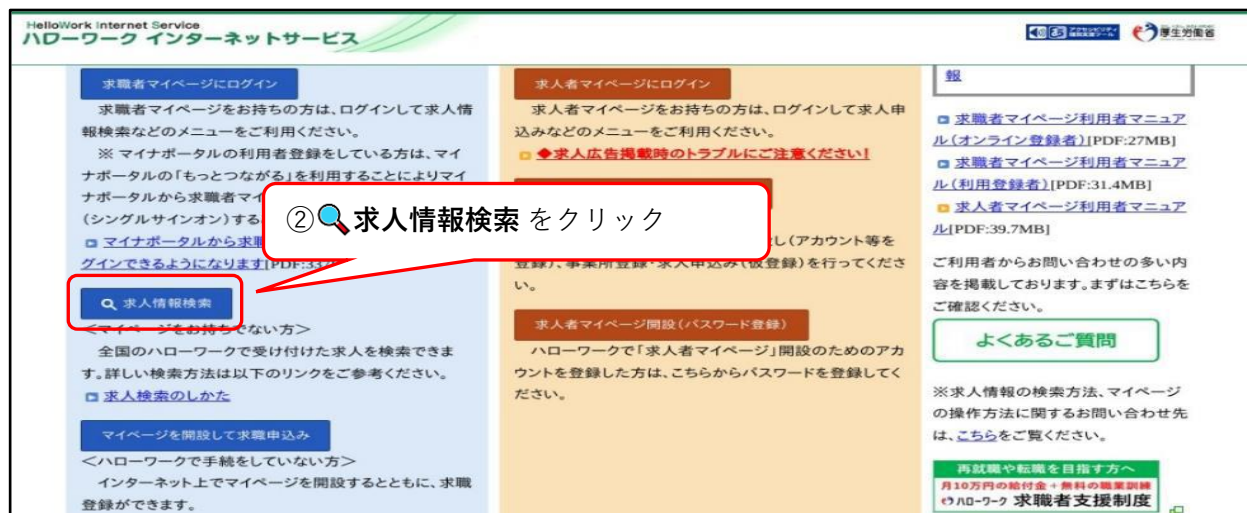 HelloWork Internet Service
ハローワーク インターネットサービス
厚生労働省
求職者マイページにログイン
求職者マイページをお持ちの方は、ログインして求人情
報検索などのメニューをご利用ください。
※ マイナポータルの利用者登録をしている方は、マイ
ナポータルの「もっとつながる」を利用することによりマイ
ナポータルから求職者マイ
(シングルサインオン)する
マイナポータルから求職
グインできるようになります[PDF:337
求人情報検索
<マイページをお持ちでない方>
全国のハローワークで受け付けた求人を検索できま
す。詳しい検索方法は以下のリンクをご参考ください。
求人検索のしかた
マイページを開設して求職申込み
<ハローワークで手続をしていない方>
インターネット上でマイページを開設するとともに、求職
登録ができます。
②🔍求人情報検索 をクリック
求人者マイページにログイン
求人者マイページをお持ちの方は、ログインして求人申
込みなどのメニューをご利用ください。
◆求人広告掲載時のトラブルにご注意ください!
し(アカウント等を
登録)、事業所登録・求人申込み(仮登録)を行ってくださ
い。
求人者マイページ開設(パスワード登録)
ハローワークで「求人者マイページ」開設のためのアカ
ウントを登録した方は、こちらからパスワードを登録してく
ださい。
報
求職者マイページ利用者マニュア
ル(オンライン登録者)[PDF:27MB]
求職者マイページ利用者マニュア
ル(利用登録者)[PDF:31.4MB]
求人者マイページ利用者マニュア
ル[PDF:39.7MB]
ご利用者からお問い合わせの多い内
容を掲載しております。まずはこちらを
ご確認ください。
よくあるご質問
※求人情報の検索方法、マイページ
の操作方法に関するお問い合わせ先
は、こちらをご覧ください。
再就職や転職を目指す方へ
月10万円の給付金+無料の職業訓練
ハローワーク 求職者支援制度